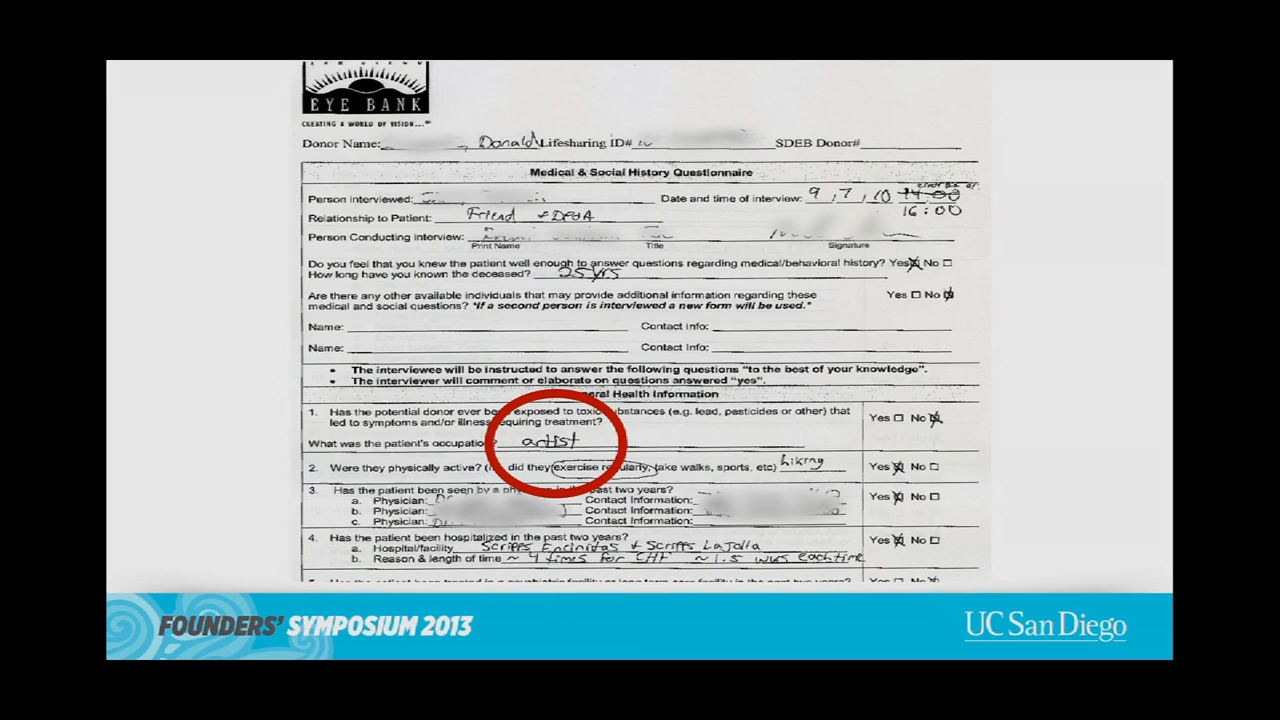 EYE BANK
CREATING A WORLD OF VISION...
Donor Name: , Donald Lifesharing ID# SDEB Donor#
Medical & Social History Questionnaire
Person interviewed: Date and time of interview: 9, 7, 10 14:00
Relationship to Patient: Friend + DPOA 16:00
Person Conducting interview:
Print Name Title Signature
Do you feel that you knew the patient well enough to answer questions regarding medical/behavioral history? Yes No
How long have you known the deceased? 25 yrs
Are there any other available individuals that may provide additional information regarding these Yes No
medical and social questions? *If a second person is interviewed a new form will be used.*
Name: Contact Info:
Name: Contact Info:
• The interviewee will be instructed to answer the following questions "to the best of your knowledge".
• The interviewer will comment or elaborate on questions answered "yes".
Health Information
1. Has the potential donor ever exposed to toxic substances (e.g. lead, pesticides or other) that Yes No
led to symptoms and/or illness requiring treatment?
What was the patient's occupation? artist
2. Were they physically active? did they exercise regularly, take walks, sports, etc) hiking Yes No
3. Has the patient been seen by a in the past two years? Yes No
a. Physician: Contact Information:
b. Physician: Contact Information:
c. Physician: Contact Information:
4. Has the patient been hospitalized in the past two years? Yes No
a. Hospital/facility Scripps Encinitas + Scripps LaJolla
b. Reason & length of time ~ 4 times for CHF ~ 1.5 wks each time
FOUNDERS' SYMPOSIUM 2013
UC San Diego